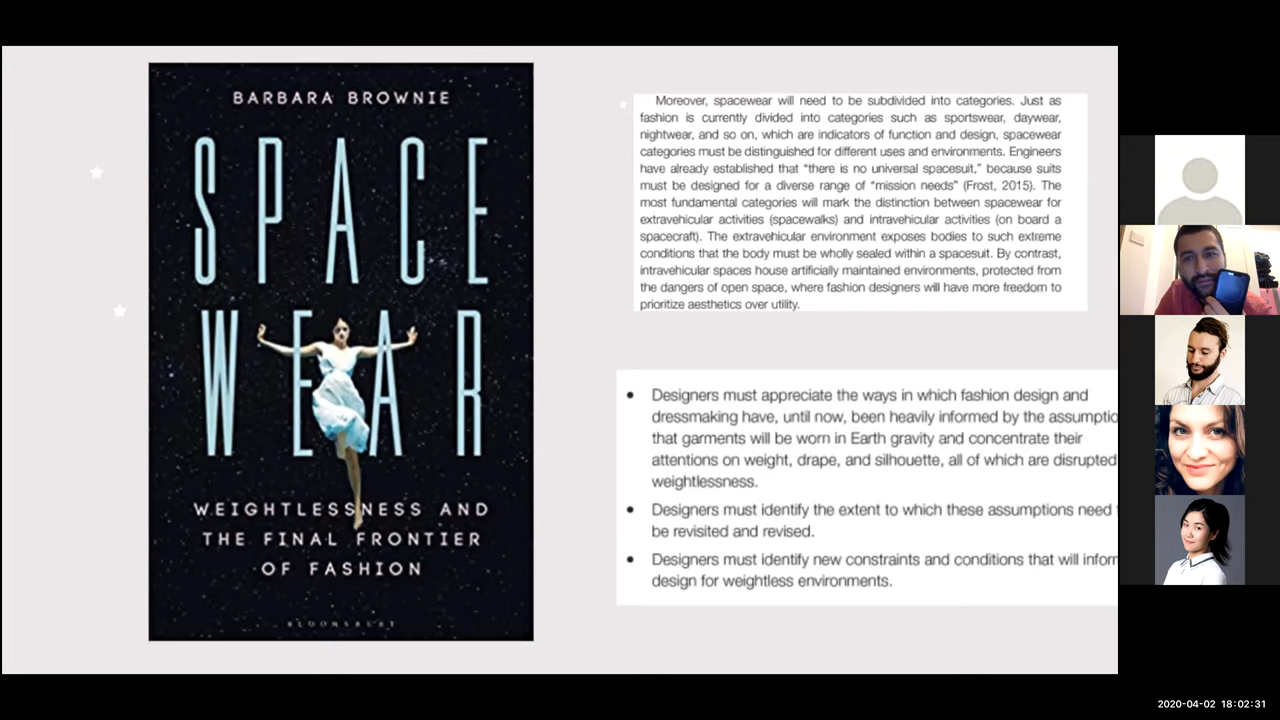 BARBARA BROWNIE
SPACE
WEAR
WEIGHTLESSNESS AND
THE FINAL FRONTIER
OF FASHION
BLOOMSBURY
Moreover, spacewear will need to be subdivided into categories. Just as
fashion is currently divided into categories such as sportswear, daywear,
nightwear, and so on, which are indicators of function and design, spacewear
categories must be distinguished for different uses and environments. Engineers
have already established that “there is no universal spacesuit,” because suits
must be designed for a diverse range of “mission needs” (Frost, 2015). The
most fundamental categories will mark the distinction between spacewear for
extravehicular activities (spacewalks) and intravehicular activities (on board a
spacecraft). The extravehicular environment exposes bodies to such extreme
conditions that the body must be wholly sealed within a spacesuit. By contrast,
intravehicular spaces house artificially maintained environments, protected from
the dangers of open space, where fashion designers will have more freedom to
prioritize aesthetics over utility.
• Designers must appreciate the ways in which fashion design and
dressmaking have, until now, been heavily informed by the assumptio
that garments will be worn in Earth gravity and concentrate their
attentions on weight, drape, and silhouette, all of which are disrupted
weightlessness.
• Designers must identify the extent to which these assumptions need
be revisited and revised.
• Designers must identify new constraints and conditions that will inform
design for weightless environments.
2020-04-02 18:02:31